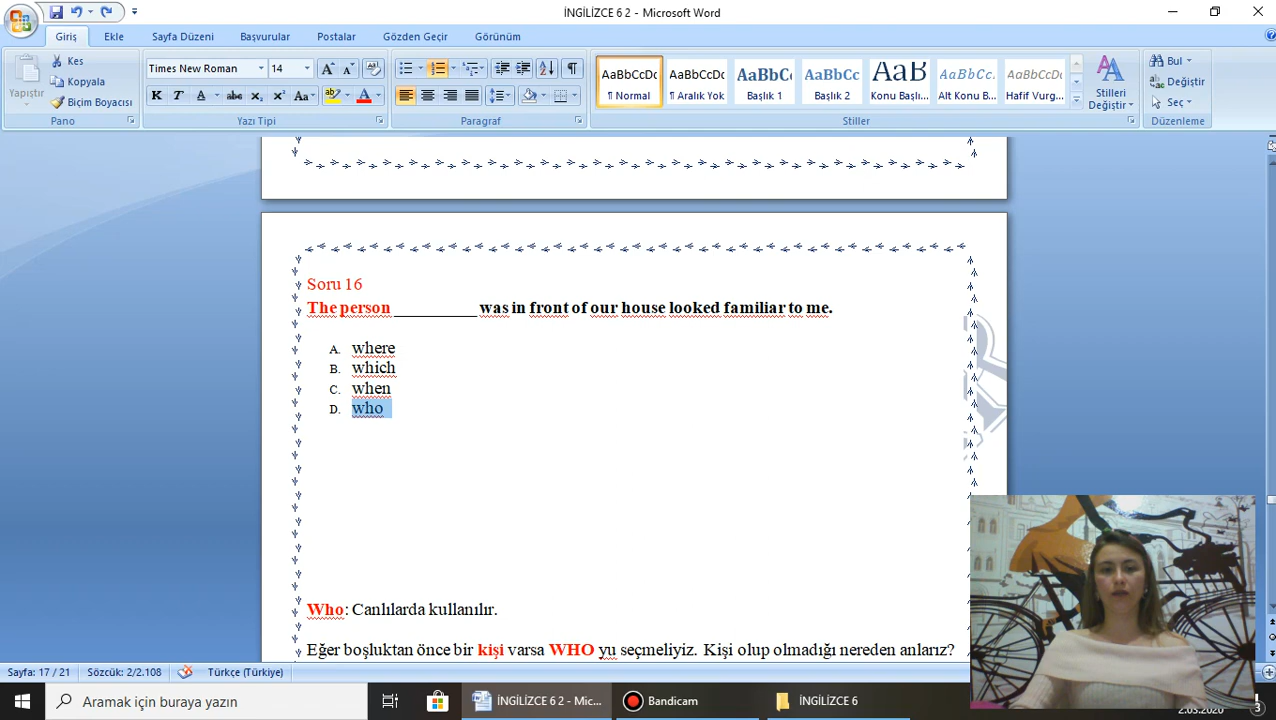 İNGİLİZCE 6 2 - Microsoft Word
Giriş Ekle Sayfa Düzeni Başvurular Postalar Gözden Geçir Görünüm
Yapıştır
Kes
Kopyala
Biçim Boyacısı
Pano
Times New Roman 14
Yazı Tipi
Paragraf
AaBbCcDc AaBbCcDc AaBbCc AaBbCc AaB AaBbCc. AaBbCcDc
¶ Normal ¶ Aralık Yok Başlık 1 Başlık 2 Konu Başlı... Alt Konu B... Hafif Vurg...
Stilleri Değiştir
Stiller
Bul
Değiştir
Seç
Düzenleme
Soru 16
The person __________ was in front of our house looked familiar to me.
A. where
B. which
C. when
D. who
Who: Canlılarda kullanılır.
Eğer boşluktan önce bir kişi varsa WHO yu seçmeliyiz. Kişi olup olmadığı nereden anlarız?
Sayfa: 17 / 21 Sözcük: 2/2.108 Türkçe (Türkiye)
Aramak için buraya yazın
İNGİLİZCE 6 2 - Mic...
Bandicam
İNGİLİZCE 6
2.03.2020
3